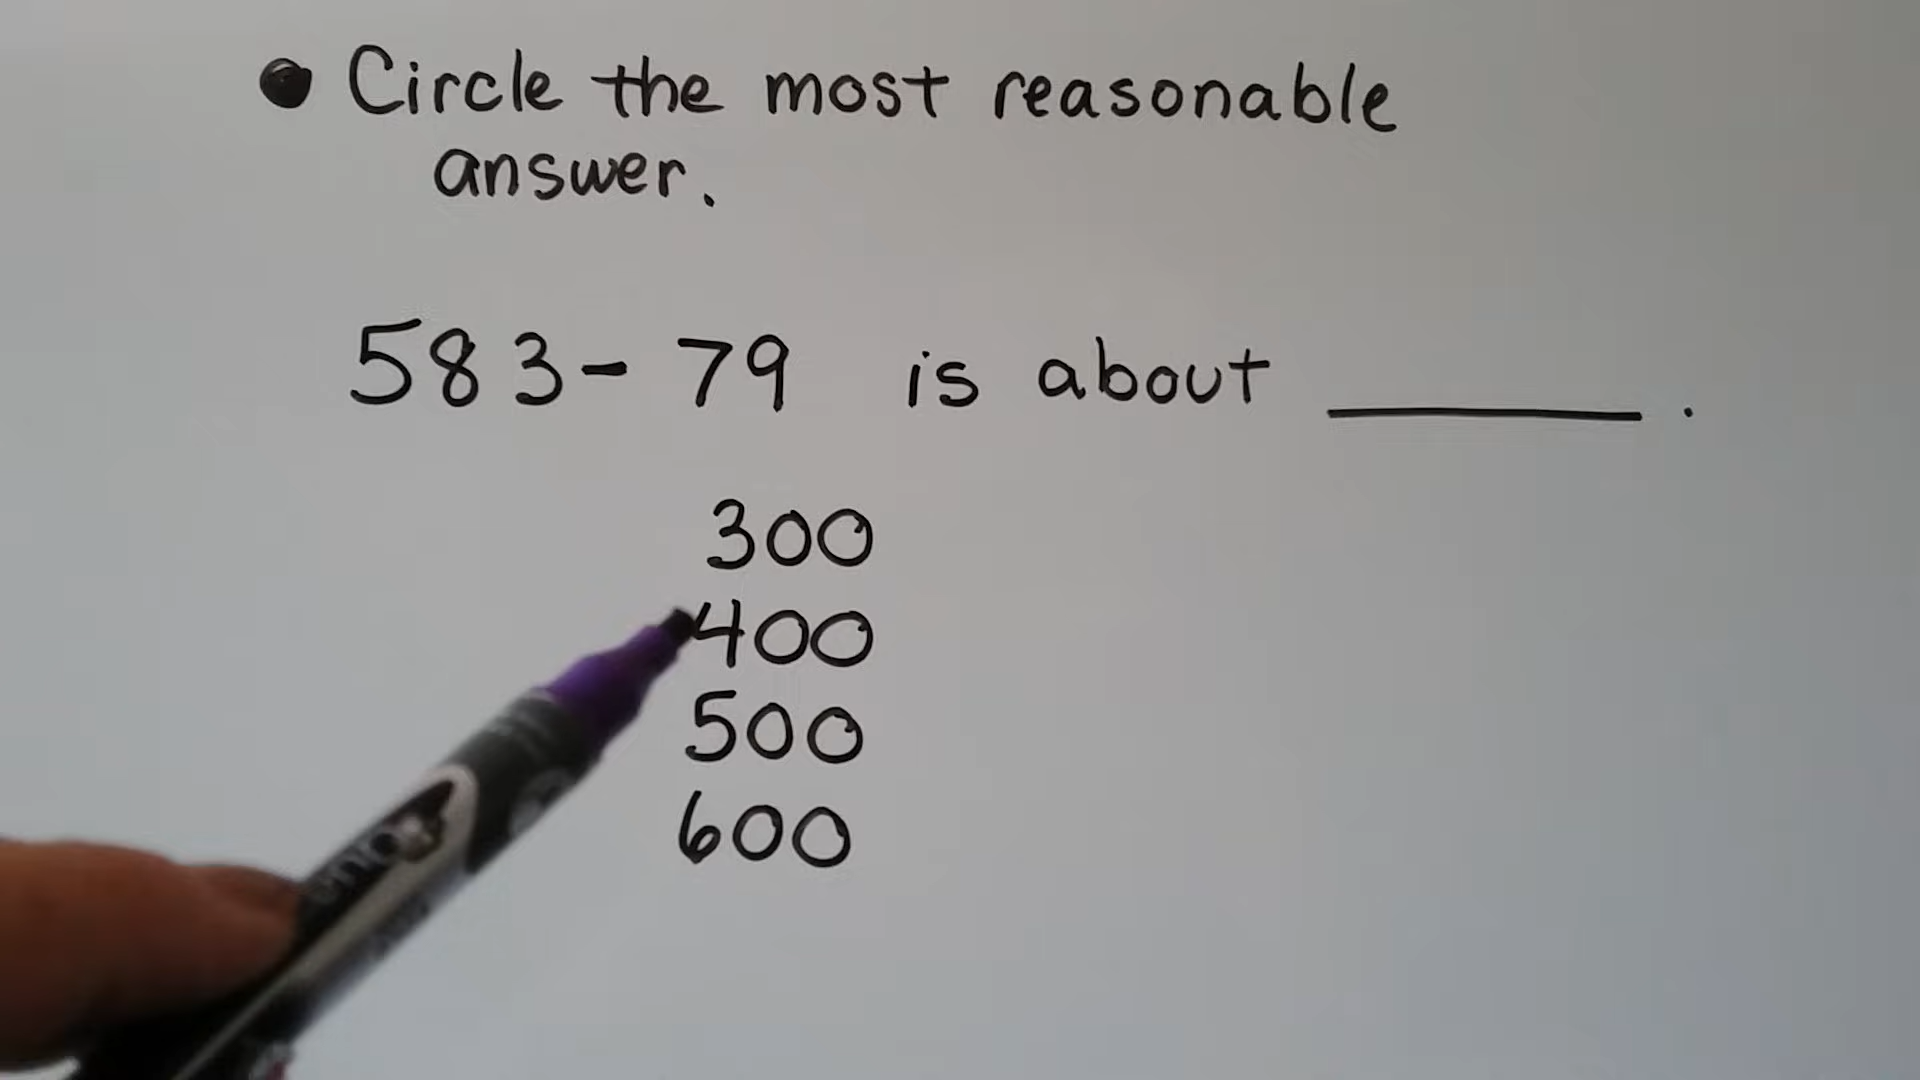 Circle the most reasonable
answer.
583 - 79 is about ______.
300
400
500
600